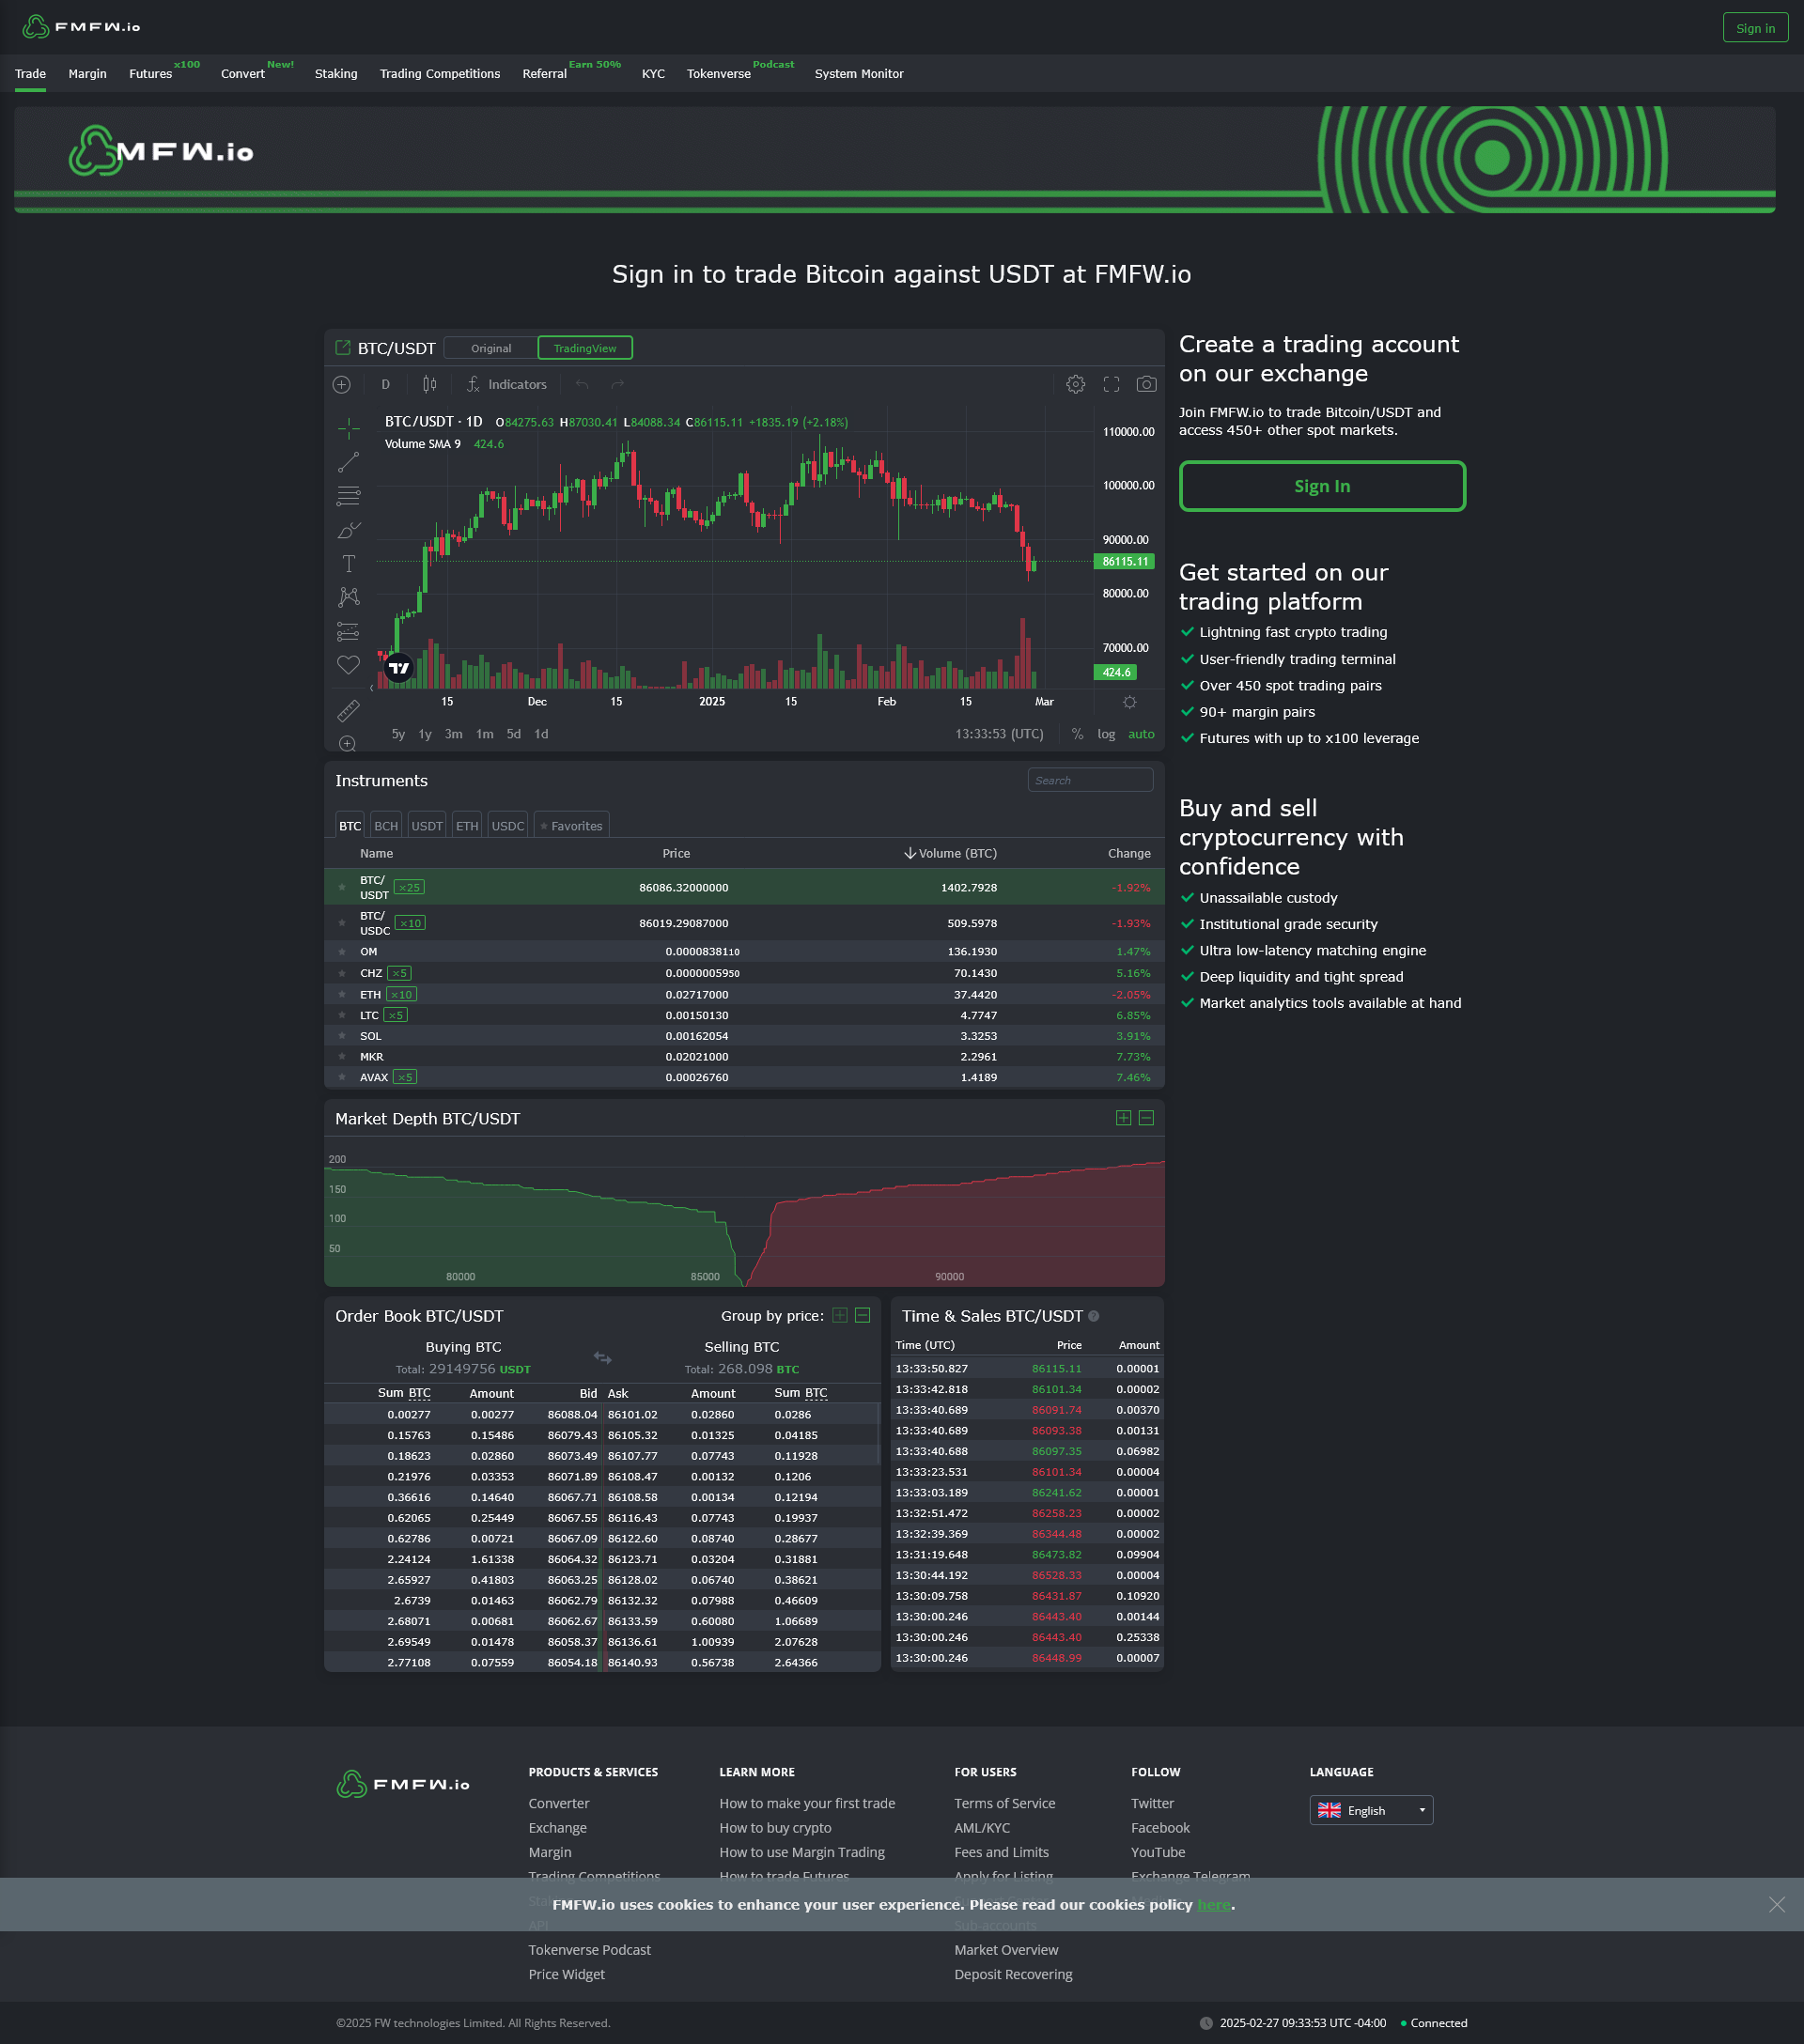 FMFW.io
Sign in
Trade Margin Futures x100 Convert New! Staking Trading Competitions Referral Earn 50% KYC Tokenverse Podcast System Monitor
MFW.io
Sign in to trade Bitcoin against USDT at FMFW.io
BTC/USDT Original TradingView
D Indicators
BTC/USDT · 1D O84275.63 H87030.41 L84088.34 C86115.11 +1835.19 (+2.18%)
Volume SMA 9 424.6
110000.00
100000.00
90000.00
86115.11
80000.00
70000.00
424.6
15 Dec 15 2025 15 Feb 15 Mar
5y 1y 3m 1m 5d 1d 13:33:53 (UTC) % log auto
Create a trading account
on our exchange
Join FMFW.io to trade Bitcoin/USDT and
access 450+ other spot markets.
Sign In
Get started on our
trading platform
Lightning fast crypto trading
User-friendly trading terminal
Over 450 spot trading pairs
90+ margin pairs
Futures with up to x100 leverage
Buy and sell
cryptocurrency with
confidence
Unassailable custody
Institutional grade security
Ultra low-latency matching engine
Deep liquidity and tight spread
Market analytics tools available at hand
Instruments Search
BTC BCH USDT ETH USDC Favorites
Name Price Volume (BTC) Change
BTC/
USDT ×25 86086.32000000 1402.7928 -1.92%
BTC/
USDC ×10 86019.29087000 509.5978 -1.93%
OM 0.0000838110 136.1930 1.47%
CHZ ×5 0.0000005950 70.1430 5.16%
ETH ×10 0.02717000 37.4420 -2.05%
LTC ×5 0.00150130 4.7747 6.85%
SOL 0.00162054 3.3253 3.91%
MKR 0.02021000 2.2961 7.73%
AVAX ×5 0.00026760 1.4189 7.46%
Market Depth BTC/USDT
200
150
100
50
80000 85000 90000
Order Book BTC/USDT Group by price:
Buying BTC Selling BTC
Total: 29149756 USDT Total: 268.098 BTC
Sum BTC Amount Bid Ask Amount Sum BTC
0.00277 0.00277 86088.04 86101.02 0.02860 0.0286
0.15763 0.15486 86079.43 86105.32 0.01325 0.04185
0.18623 0.02860 86073.49 86107.77 0.07743 0.11928
0.21976 0.03353 86071.89 86108.47 0.00132 0.1206
0.36616 0.14640 86067.71 86108.58 0.00134 0.12194
0.62065 0.25449 86067.55 86116.43 0.07743 0.19937
0.62786 0.00721 86067.09 86122.60 0.08740 0.28677
2.24124 1.61338 86064.32 86123.71 0.03204 0.31881
2.65927 0.41803 86063.25 86128.02 0.06740 0.38621
2.6739 0.01463 86062.79 86132.32 0.07988 0.46609
2.68071 0.00681 86062.67 86133.59 0.60080 1.06689
2.69549 0.01478 86058.37 86136.61 1.00939 2.07628
2.77108 0.07559 86054.18 86140.93 0.56738 2.64366
Time & Sales BTC/USDT ?
Time (UTC) Price Amount
13:33:50.827 86115.11 0.00001
13:33:42.818 86101.34 0.00002
13:33:40.689 86091.74 0.00370
13:33:40.689 86093.38 0.00131
13:33:40.688 86097.35 0.06982
13:33:23.531 86101.34 0.00004
13:33:03.189 86241.62 0.00001
13:32:51.472 86258.23 0.00002
13:32:39.369 86344.48 0.00002
13:31:19.648 86473.82 0.09904
13:30:44.192 86528.33 0.00004
13:30:09.758 86431.87 0.10920
13:30:00.246 86443.40 0.00144
13:30:00.246 86443.40 0.25338
13:30:00.246 86448.99 0.00007
FMFW.io
PRODUCTS & SERVICES
Converter
Exchange
Margin
Trading Competitions
API
Tokenverse Podcast
Price Widget
LEARN MORE
How to make your first trade
How to buy crypto
How to use Margin Trading
How to trade Futures
FOR USERS
Terms of Service
AML/KYC
Fees and Limits
Apply for Listing
Sub-accounts
Market Overview
Deposit Recovering
FOLLOW
Twitter
Facebook
YouTube
Exchange Telegram
LANGUAGE
English
FMFW.io uses cookies to enhance your user experience. Please read our cookies policy here.
©2025 FW technologies Limited. All Rights Reserved.
2025-02-27 09:33:53 UTC -04:00 Connected